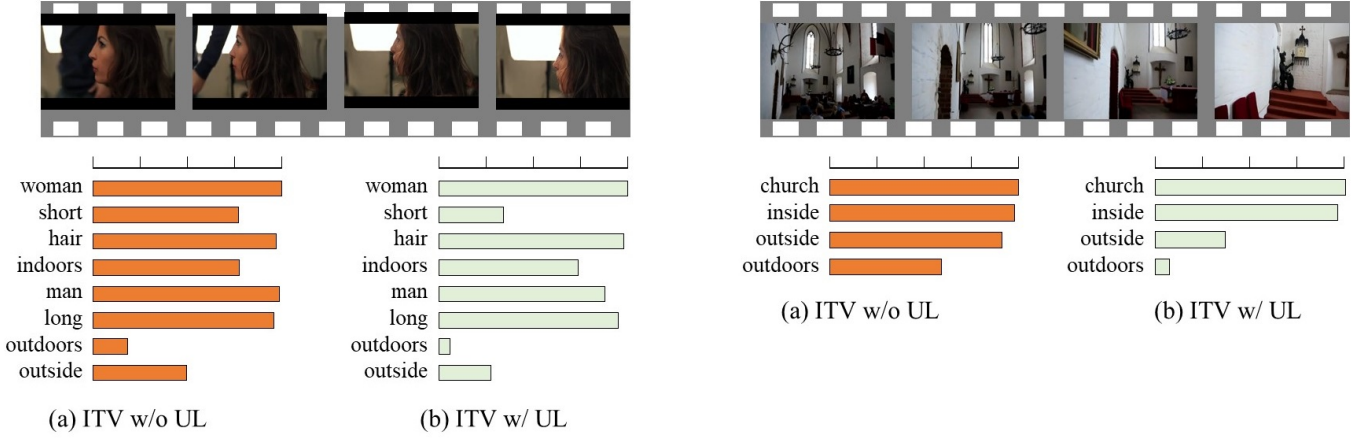 woman
short
hair
indoors
man
long
outdoors
outside
(a) ITV w/o UL
woman
short
hair
indoors
man
long
outdoors
outside
(b) ITV w/ UL
church
inside
outside
outdoors
(a) ITV w/o UL
church
inside
outside
outdoors
(b) ITV w/ UL